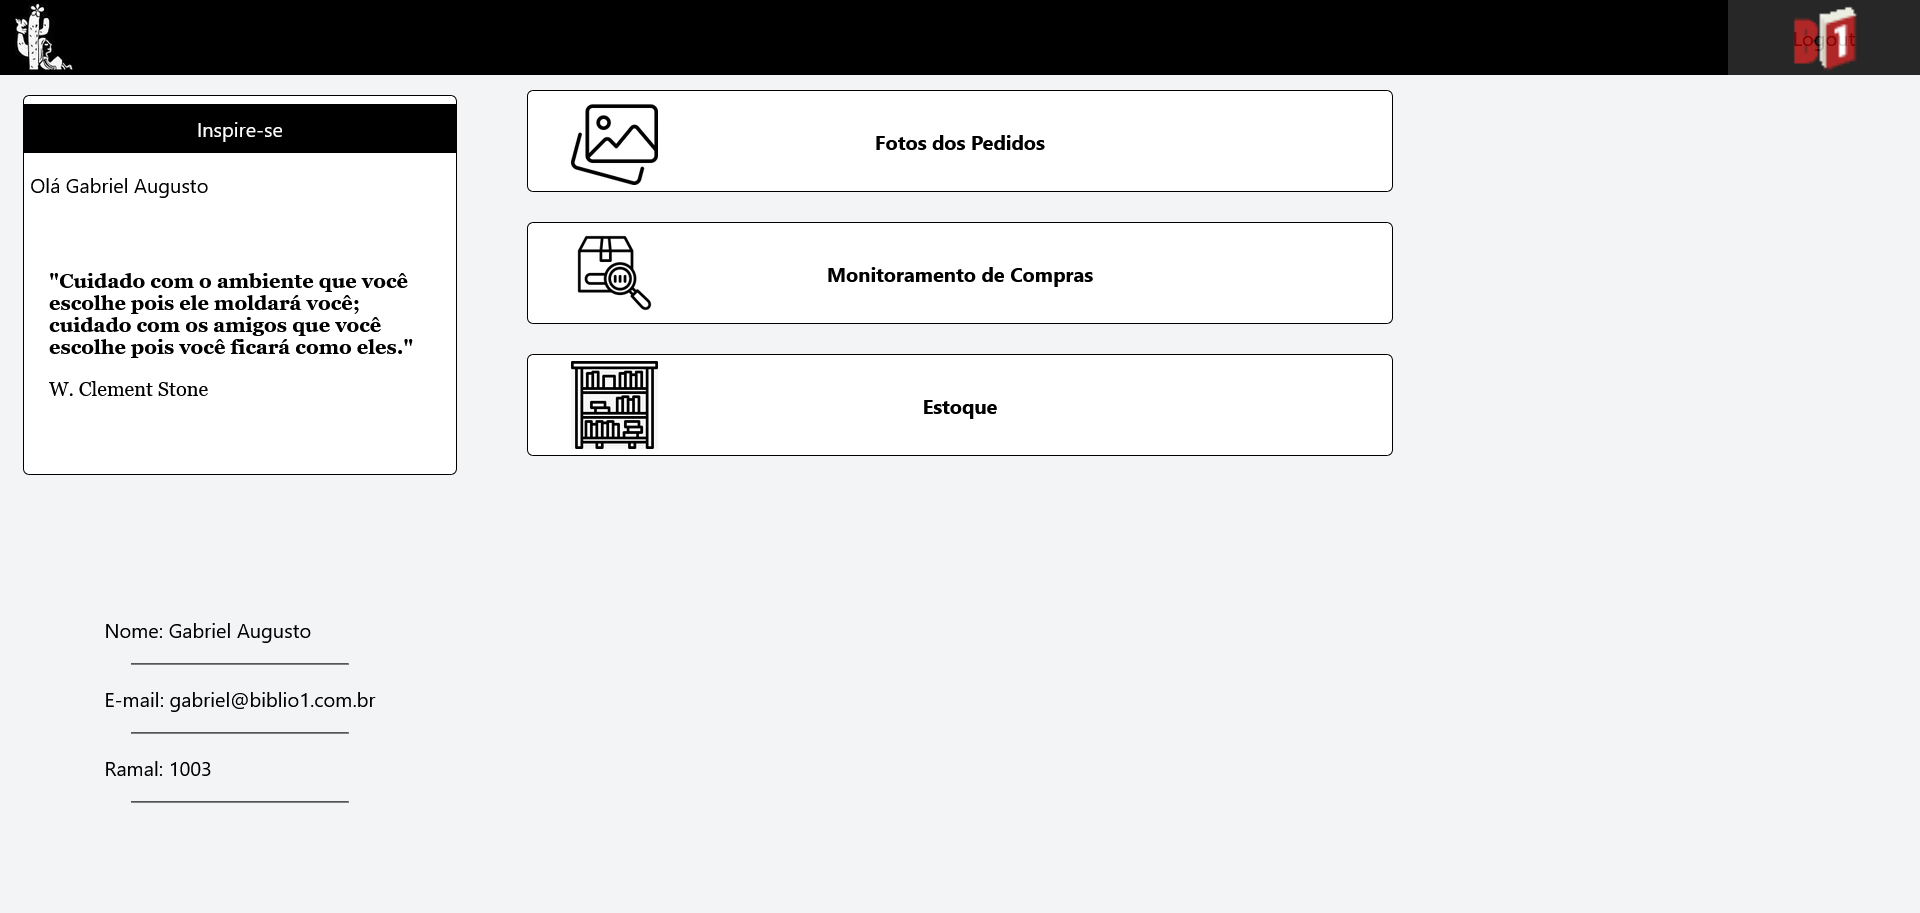 Logout
1
Inspire-se
Olá Gabriel Augusto
"Cuidado com o ambiente que você
escolhe pois ele moldará você;
cuidado com os amigos que você
escolhe pois você ficará como eles."
W. Clement Stone
Nome: Gabriel Augusto
E-mail: gabriel@biblio1.com.br
Ramal: 1003
Fotos dos Pedidos
Monitoramento de Compras
Estoque